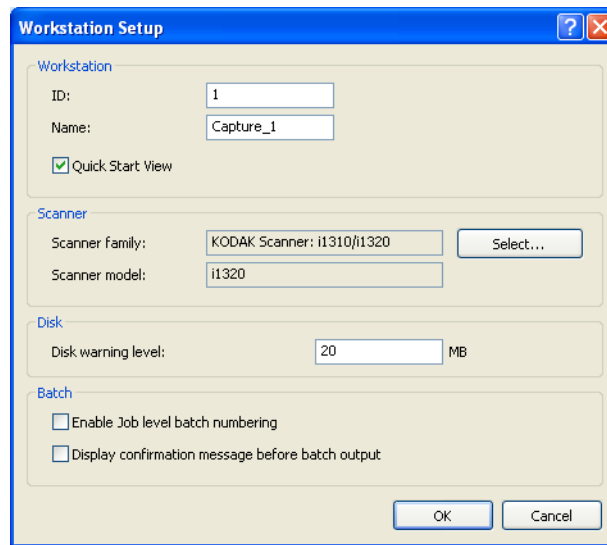 Workstation Setup
?
Workstation
ID: 1
Name: Capture_1
Quick Start View
Scanner
Scanner family: KODAK Scanner: i1310/i1320 Select...
Scanner model: i1320
Disk
Disk warning level: 20 MB
Batch
Enable Job level batch numbering
Display confirmation message before batch output
OK Cancel